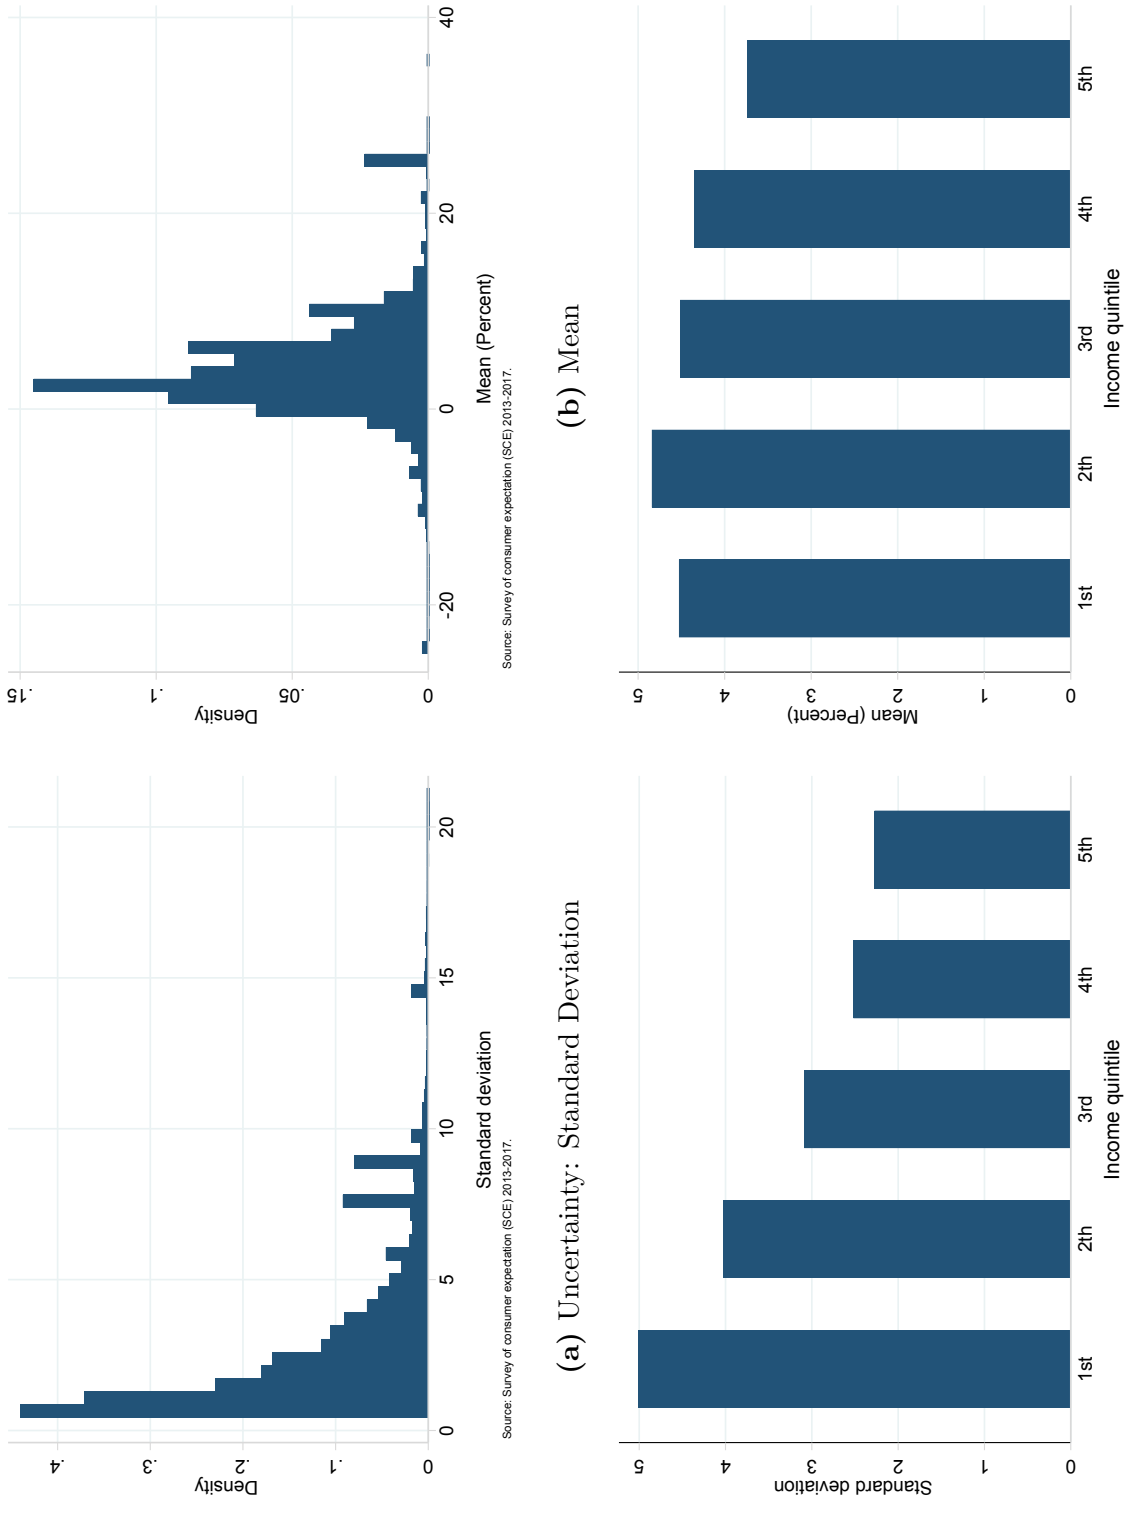 Density
.4
.3
.2
.1
0
0
5
10
15
20
Standard deviation
Source: Survey of consumer expectation (SCE) 2013-2017.
(a) Uncertainty: Standard Deviation
Density
.15
.1
.05
0
-20
0
20
40
Mean (Percent)
Source: Survey of consumer expectation (SCE) 2013-2017.
(b) Mean
Standard deviation
5
4
3
2
1
0
1st
2th
3rd
4th
5th
Income quintile
Mean (Percent)
5
4
3
2
1
0
1st
2th
3rd
4th
5th
Income quintile